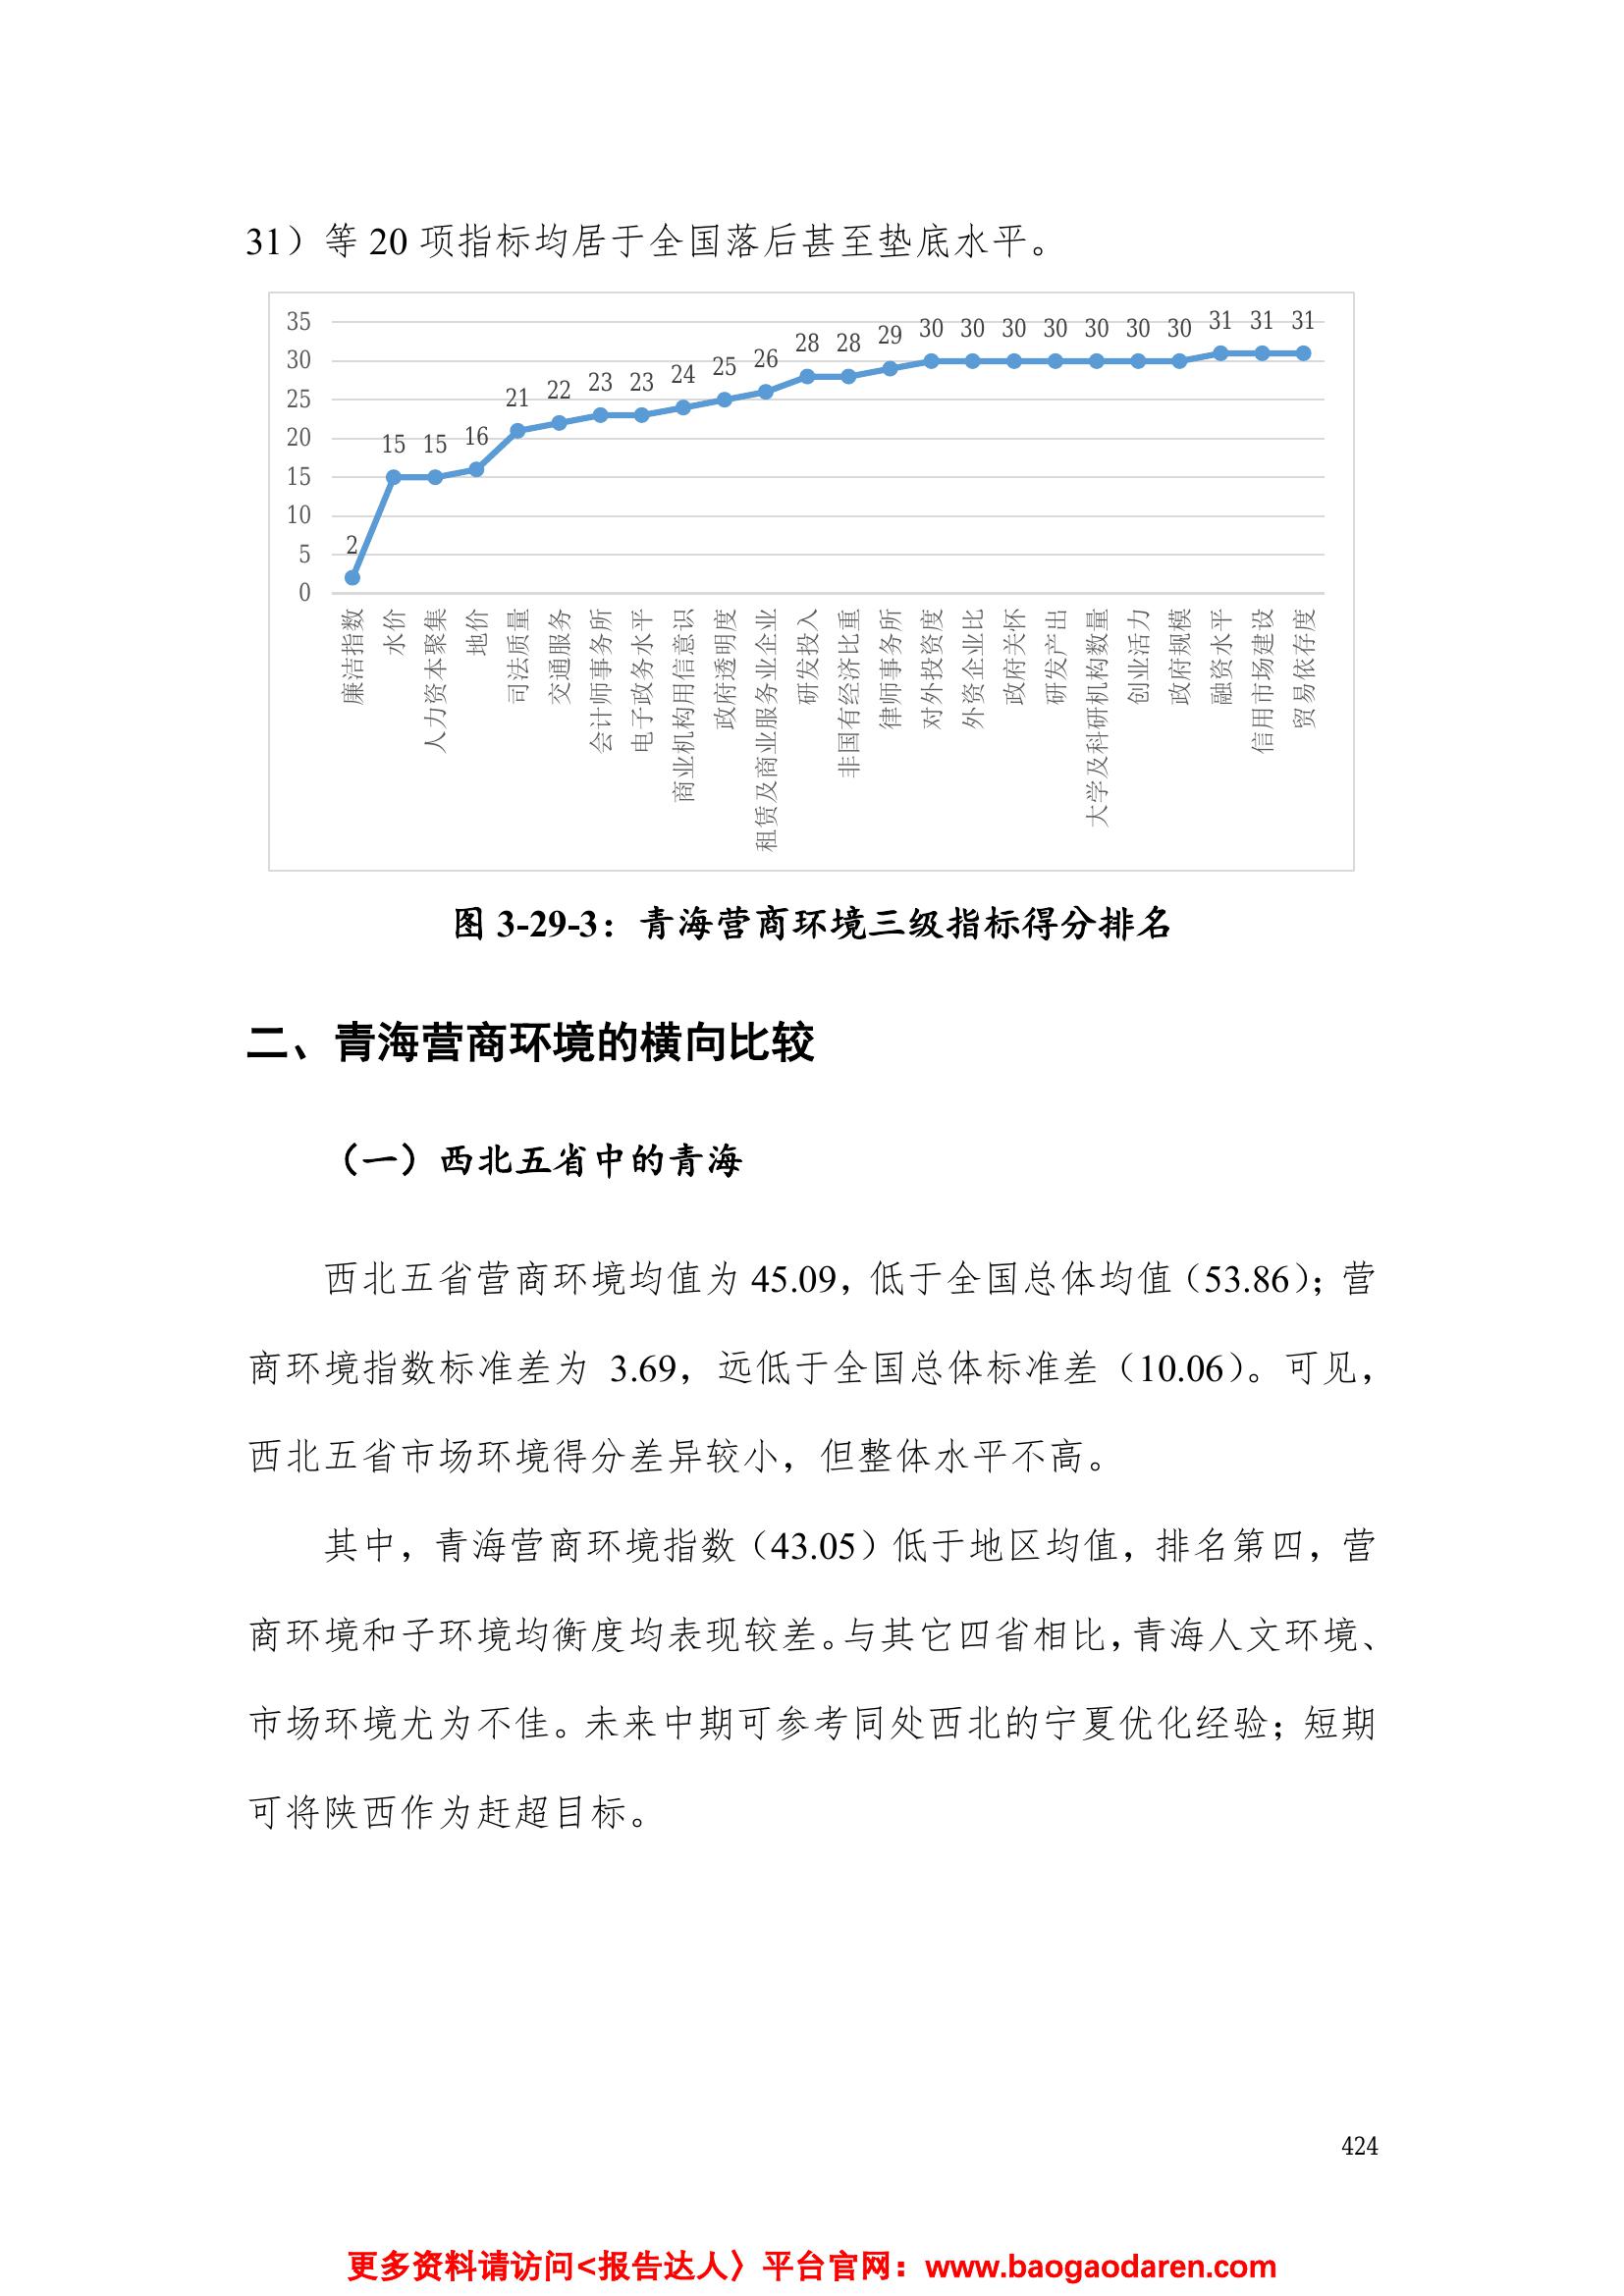 31）等 20 项指标均居于全国落后甚至垫底水平。
35
30
25
20
15
10
5
0
2 15 15 16 21 22 23 23 24 25 26 28 28 29 30 30 30 30 30 30 30 31 31 31
廉洁指数
水价
人力资本聚集
地价
司法质量
交通服务
会计师事务所
电子政务水平
商业机构用信意识
政府透明度
租赁及商业服务业企业
研发投入
非国有经济比重
律师事务所
对外投资度
外资企业比
政府关怀
研发产出
大学及科研机构数量
创业活力
政府规模
融资水平
信用市场建设
贸易依存度
图 3-29-3：青海营商环境三级指标得分排名
二、青海营商环境的横向比较
（一）西北五省中的青海
西北五省营商环境均值为 45.09，低于全国总体均值（53.86）；营
商环境指数标准差为 3.69，远低于全国总体标准差（10.06）。可见，
西北五省市场环境得分差异较小，但整体水平不高。
其中，青海营商环境指数（43.05）低于地区均值，排名第四，营
商环境和子环境均衡度均表现较差。与其它四省相比，青海人文环境、
市场环境尤为不佳。未来中期可参考同处西北的宁夏优化经验；短期
可将陕西作为赶超目标。
424
更多资料请访问<报告达人〉平台官网：www.baogaodaren.com